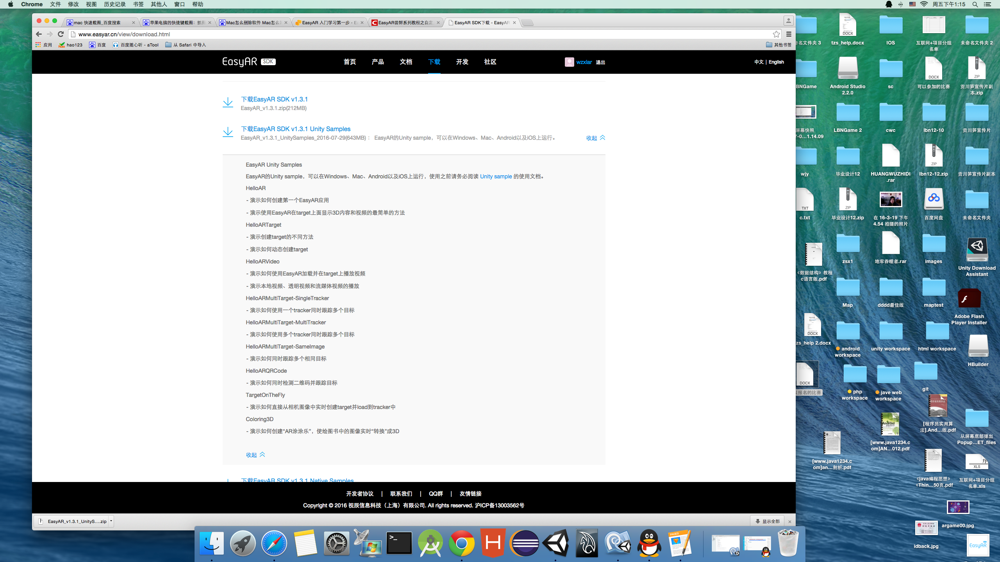 Chrome 文件 修改 视图 历史记录 书签 其他人 窗口 帮助 周五下午1:15
mac 快速截图_百度搜索 苹果电脑的快捷键截图：抓图 Mac怎么删除软件 Mac怎么 EasyAR 入门学习第一步 - E EasyAR尝鲜系列教程之自定 EasyAR SDK下载 - EasyAR
www.easyar.cn/view/download.html
应用 hao123 百度 百度随心听 - aTool 从 Safari 中导入 其他书签
EasyAR SDK 首页 产品 文档 下载 开发 社区 wzxlar 退出 中文 | English
下载EasyAR SDK v1.3.1
EasyAR_v1.3.1.zip(212MB)
下载EasyAR SDK v1.3.1 Unity Samples
EasyAR_v1.3.1_UnitySamples_2016-07-29(643MB)： EasyAR的Unity sample，可以在Windows、Mac、Android以及iOS上运行。 收起
EasyAR Unity Samples
EasyAR的Unity sample，可以在Windows、Mac、Android以及iOS上运行，使用之前请务必阅读 Unity sample 的使用文档。
HelloAR
- 演示如何创建第一个EasyAR应用
- 演示使用EasyAR在target上面显示3D内容和视频的最简单的方法
HelloARTarget
- 演示创建target的不同方法
- 演示如何动态创建target
HelloARVideo
- 演示如何使用EasyAR加载并在target上播放视频
- 演示本地视频、透明视频和流媒体视频的播放
HelloARMultiTarget-SingleTracker
- 演示如何使用一个tracker同时跟踪多个目标
HelloARMultiTarget-MultiTracker
- 演示如何使用多个tracker同时跟踪多个目标
HelloARMultiTarget-SameImage
- 演示如何同时跟踪多个相同目标
HelloARQRCode
- 演示如何同时检测二维码并跟踪目标
TargetOnTheFly
- 演示如何直接从相机图像中实时创建target并load到tracker中
Coloring3D
- 演示如何创建“AR涂涂乐”，使绘图书中的图像实时“转换”成3D
收起
下载EasyAR SDK v1.3.1 Native Samples
开发者协议 | 联系我们 | QQ群 | 友情链接
Copyright © 2016 视辰信息科技（上海）有限公司. All rights reserved. 沪ICP备13003562号
EasyAR_v1.3.1_UnityS....zip 显示全部
命名文件夹 3
DOCX
tzs_help.docx
IOS
互联网+项目分组
名单
未命名文件夹 2
BNGame
Android Studio
2.2.0
sc
DOCX
可以参加的比赛
ZIP
贡川笋宣传片副
本.zip
屏幕快照
7-0...1.14.09
LBNGame 2
cwc
lbn12-10
贡川笋宣传片
wjy
毕业设计12
HUANGWUZHIDI
.rar
ZIP
lbn12-12.zip
贡川笋宣传片副本
TXT
c.txt
ZIP
毕业设计12.zip
在 16-3-19 下午
4.54 拍摄的照片
百度网盘
未命名文件夹
《数据结构》教程
c语言版.pdf
zsx1
地牢吞噬者.rar
images
Unity Download
Assistant
Map
dddd最佳版
maptest
Adobe Flash
Player Installer
DOCX
zs_help 2.docx
android
workspace
unity workspace
html workspace
HBuilder
DOCX
以报名的比赛
php
workspace
jave web
workspace
git
[程序员实用算
法].And...版.pdf
从屏幕底部弹出
Popup...ET_files
Android
[www.java1234.c
om]AN...012.pdf
[www.java1234.c
om]an...剖析.pdf
《java编程思想》
《Thin...50页.pdf
XLS
互联网+项目分组
名单.xls
argame00.jpg
idback.jpg
EasyAR
PAGES